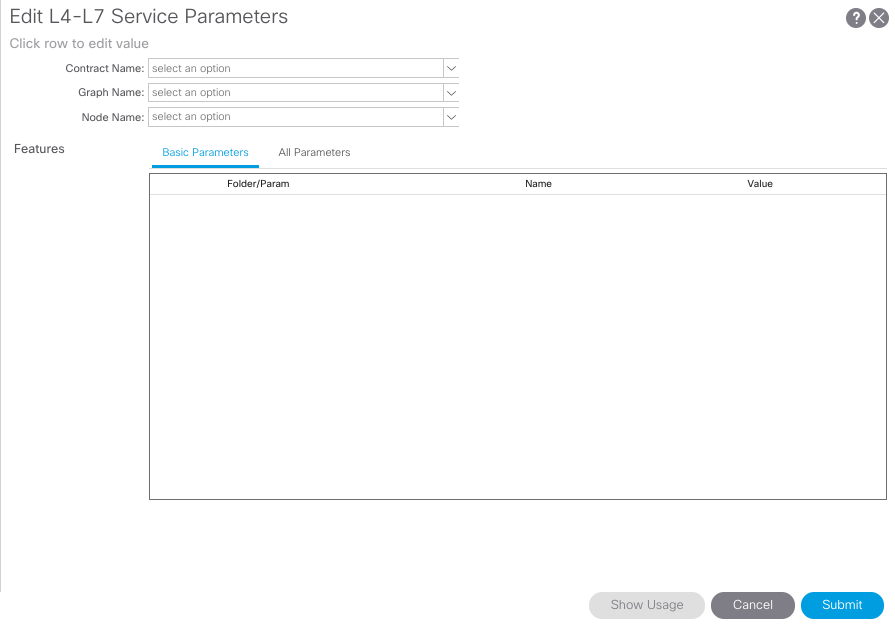 Edit L4-L7 Service Parameters
?
Click row to edit value
Contract Name: select an option
Graph Name: select an option
Node Name: select an option
Features
Basic Parameters All Parameters
Folder/Param Name Value
Show Usage Cancel Submit